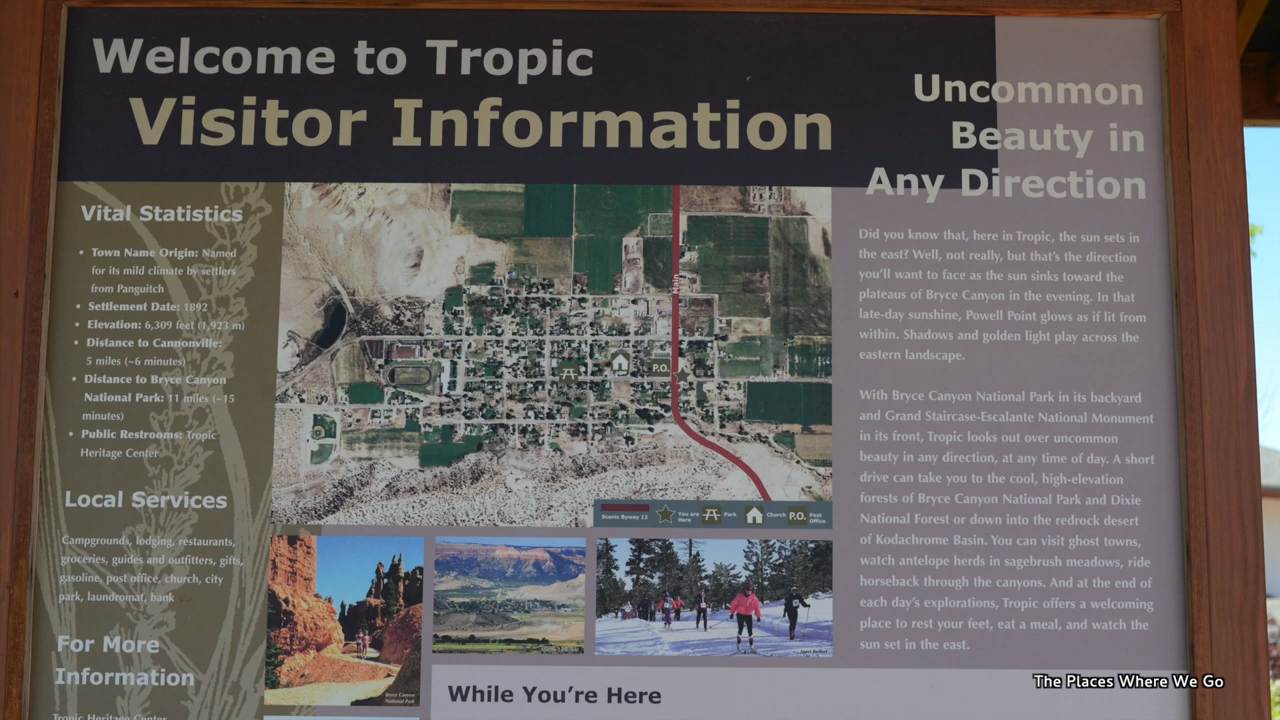 Welcome to Tropic
Visitor Information
Uncommon
Beauty in
Any Direction
Vital Statistics
• Town Name Origin: Named
for its mild climate by settlers
from Panguitch
• Settlement Date: 1892
• Elevation: 6,309 feet (1,923 m)
• Distance to Cannonville:
5 miles (~6 minutes)
• Distance to Bryce Canyon
National Park: 11 miles (~15
minutes)
• Public Restrooms: Tropic
Heritage Center
Local Services
Campgrounds, lodging, restaurants,
groceries, guides and outfitters, gifts,
gasoline, post office, church, city
park, laundromat, bank
For More
Information
Tropic Heritage Center
Main
P.O.
Center
Scenic Byway 12
You are
Here
Park
Church
P.O.
Post
Office
Bryce Canyon
National Park
While You're Here
Did you know that, here in Tropic, the sun sets in
the east? Well, not really, but that's the direction
you'll want to face as the sun sinks toward the
plateaus of Bryce Canyon in the evening. In that
late-day sunshine, Powell Point glows as if lit from
within. Shadows and golden light play across the
eastern landscape.
With Bryce Canyon National Park in its backyard
and Grand Staircase-Escalante National Monument
in its front, Tropic looks out over uncommon
beauty in any direction, at any time of day. A short
drive can take you to the cool, high-elevation
forests of Bryce Canyon National Park and Dixie
National Forest or down into the redrock desert
of Kodachrome Basin. You can visit ghost towns,
watch antelope herds in sagebrush meadows, ride
horseback through the canyons. And at the end of
each day's explorations, Tropic offers a welcoming
place to rest your feet, eat a meal, and watch the
sun set in the east.
The Places Where We Go